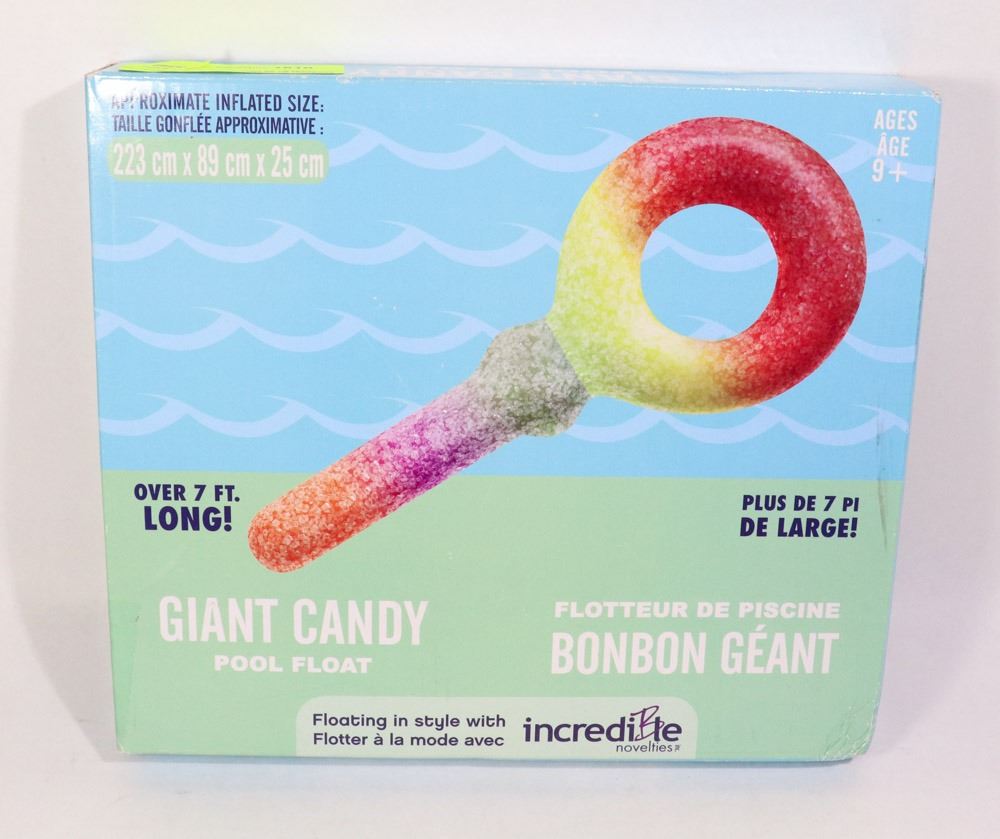 APPROXIMATE INFLATED SIZE:
TAILLE GONFLÉE APPROXIMATIVE :
223 cm x 89 cm x 25 cm
AGES
ÂGE
9+
OVER 7 FT.
LONG!
PLUS DE 7 PI
DE LARGE!
GIANT CANDY
POOL FLOAT
FLOTTEUR DE PISCINE
BONBON GÉANT
Floating in style with
Flotter à la mode avec
incrediBle
novelties